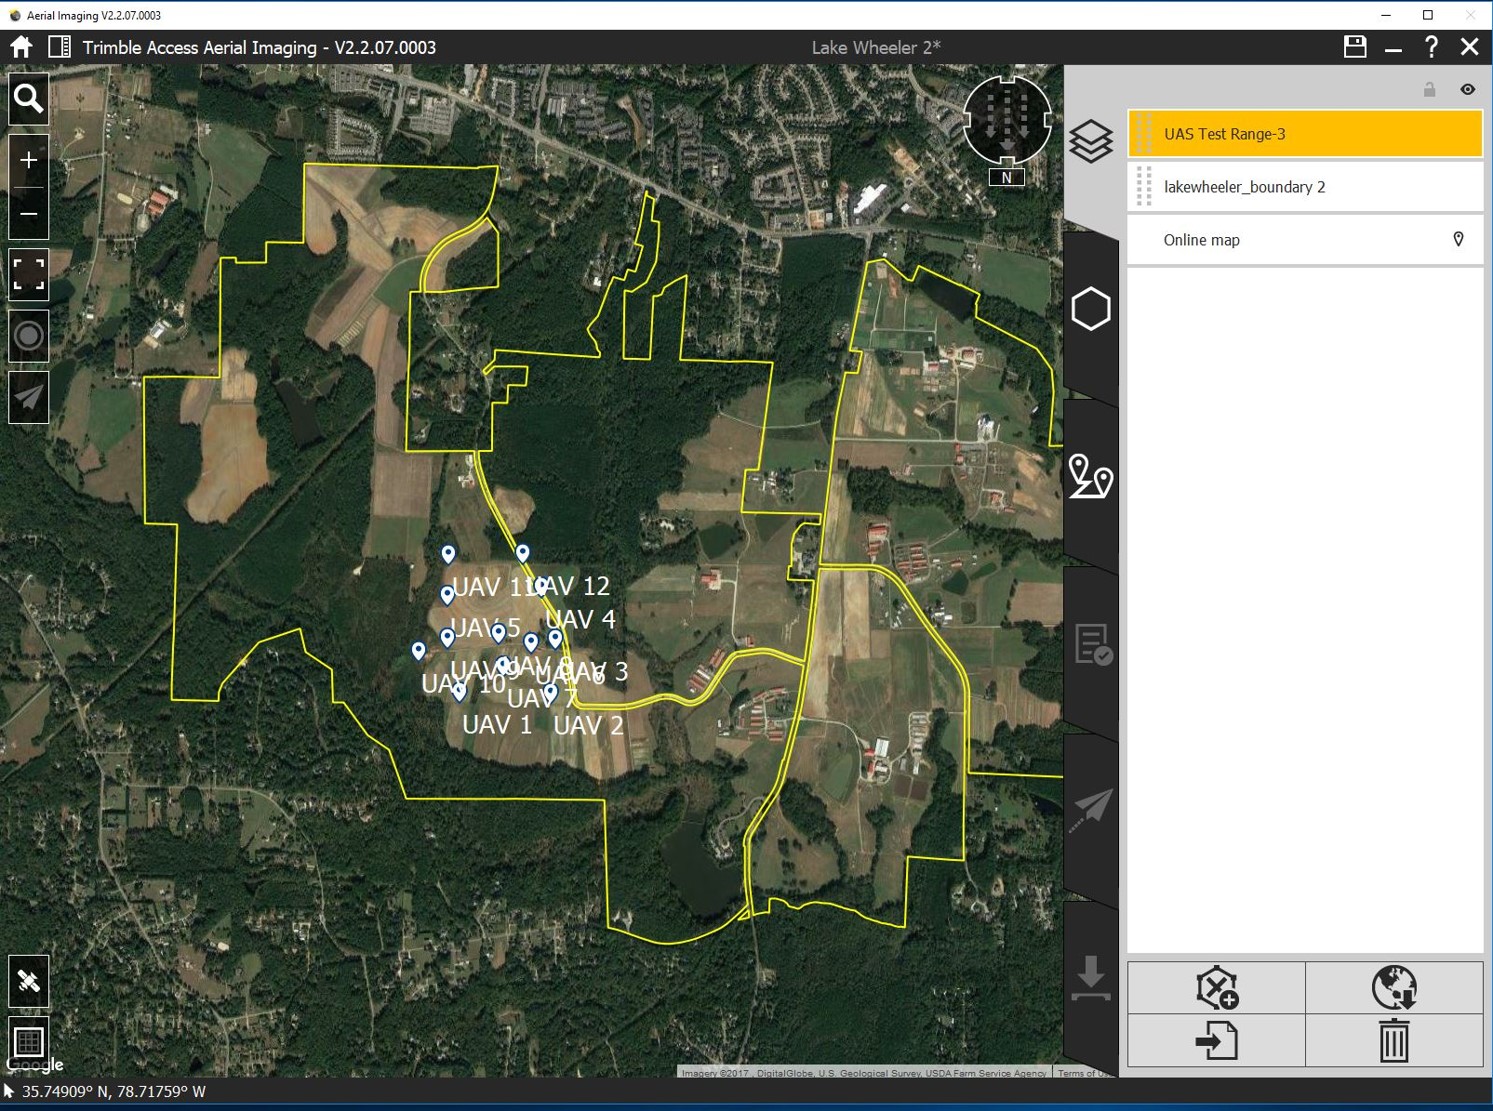 Aerial Imaging V2.2.07.0003
Trimble Access Aerial Imaging - V2.2.07.0003
Lake Wheeler 2*
N
UAS Test Range-3
lakewheeler_boundary 2
Online map
UAV 11
UAV 12
UAV 4
UAV 5
UAV 9
UAV 8
UAV 6
UAV 3
UAV 10
UAV 7
UAV 1
UAV 2
Google
Imagery ©2017 , DigitalGlobe, U.S. Geological Survey, USDA Farm Service Agency
Terms of
35.74909° N, 78.71759° W